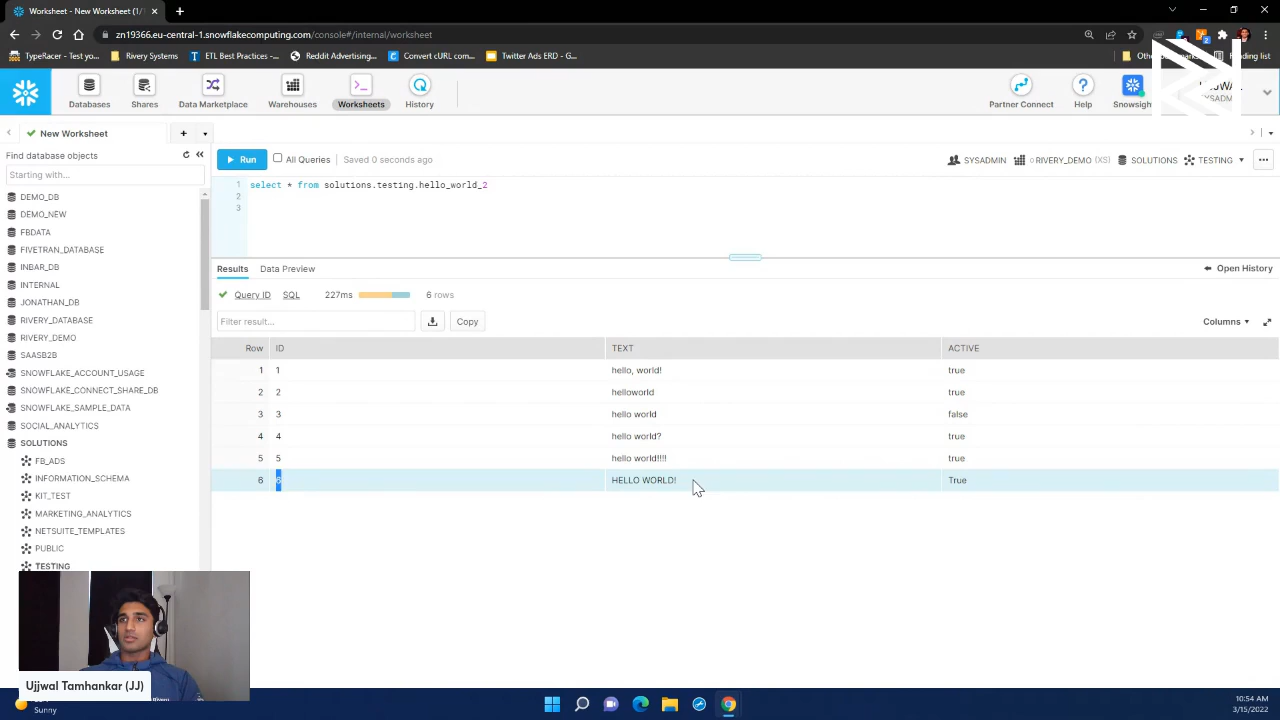 Worksheet - New Worksheet (1/
zn19366.eu-central-1.snowflakecomputing.com/console#/internal/worksheet
TypeRacer - Lesson Rivery Systems ETL Best Practices - Reddit Paradigm Shift... Convert cURL com... Twitter Ads ERD - G...
Databases Shares Data Marketplace Warehouses Worksheets History Partner Connect Help Snowsigh
SYSADM
New Worksheet
Find database objects
Starting with...
Run All Queries Saved 0 seconds ago SYSADMIN RIVERY_DEMO (XS) SOLUTIONS TESTING
1 select * from solutions.testing.hello_world_2
2
3
DEMO_DB
DEMO_NEW
FBDATA
FIVETRAN_DATABASE
INBAR_DB
INTERNAL
JONATHAN_DB
RIVERY_DATABASE
RIVERY_DEMO
SAASB2B
SNOWFLAKE_ACCOUNT_USAGE
SNOWFLAKE_CONNECT_SHARE_DB
SNOWFLAKE_SAMPLE_DATA
SOCIAL_ANALYTICS
SOLUTIONS
FB_ADS
INFORMATION_SCHEMA
KIT_TEST
MARKETING_ANALYTICS
NETSUITE_TEMPLATES
PUBLIC
TESTING
Results Data Preview Open History
Query ID SQL 227ms 6 rows
Filter result... Copy Columns
Row ID TEXT ACTIVE
1 1 hello, world! true
2 2 helloworld true
3 3 hello world false
4 4 hello world? true
5 5 hello world!!!! true
6 6 HELLO WORLD! True
Ujjwal Tamhankar (JJ)
Sunny
10:54 AM
3/15/2022